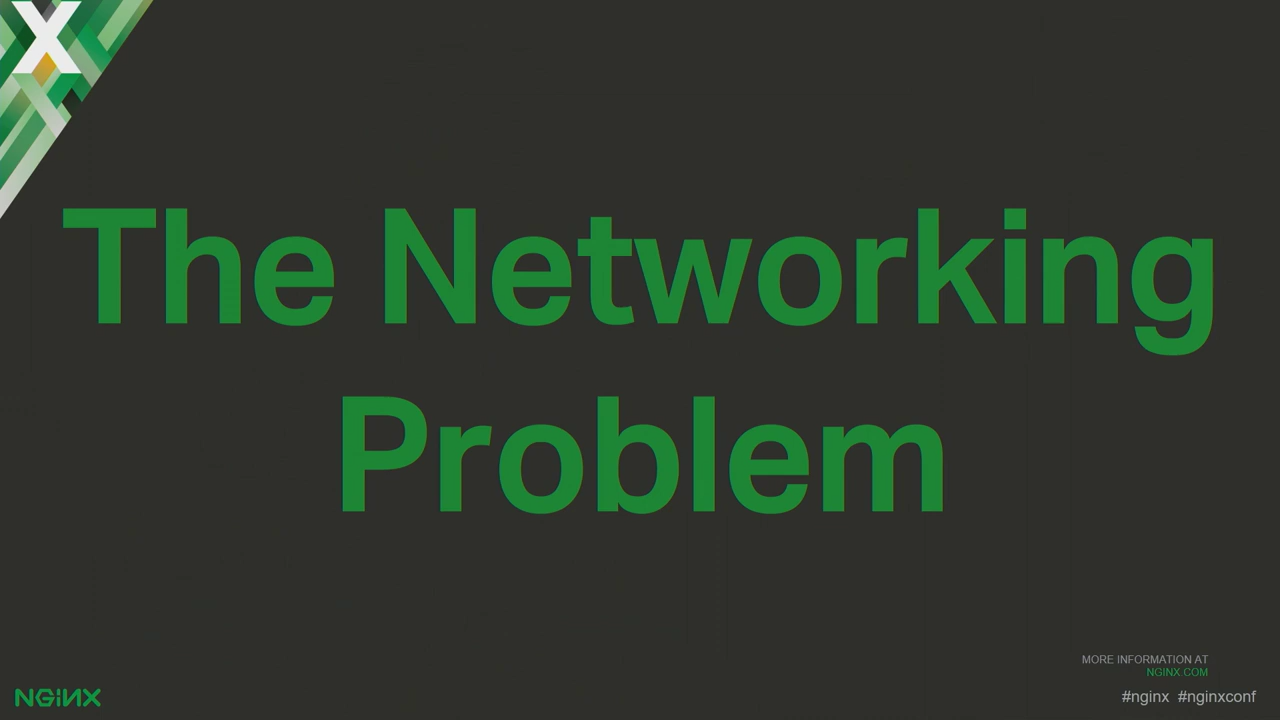 X
The Networking
Problem
MORE INFORMATION AT
NGINX.COM
NGINX
#nginx #nginxconf